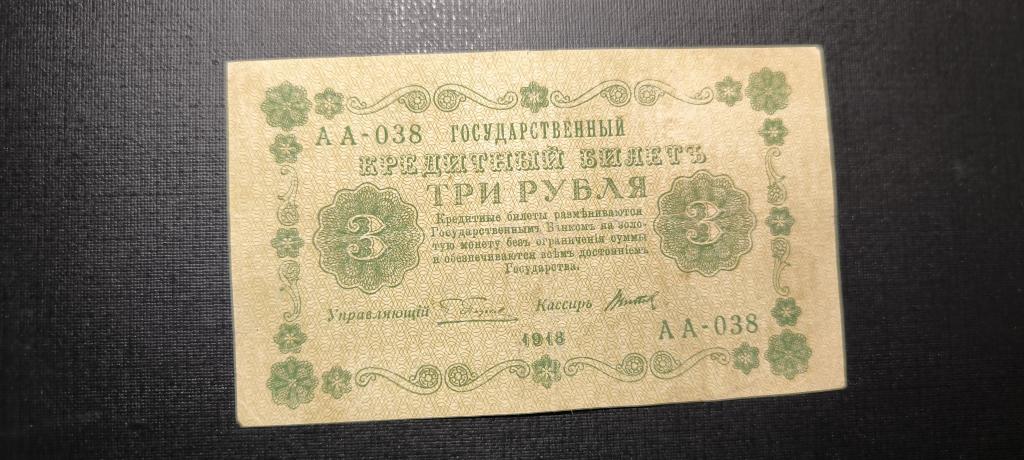 АА-038 ГОСУДАРСТВЕННЫЙ
КРЕДИТНЫЙ БИЛЕТЪ
ТРИ РУБЛЯ
3
3
Кредитные билеты размѣниваются
Государственнымъ Банкомъ на золо-
тую монету безъ ограниченія суммы
и обезпечиваются всѣмъ достояніемъ
Государства.
Управляющій
Кассиръ
1918
АА-038